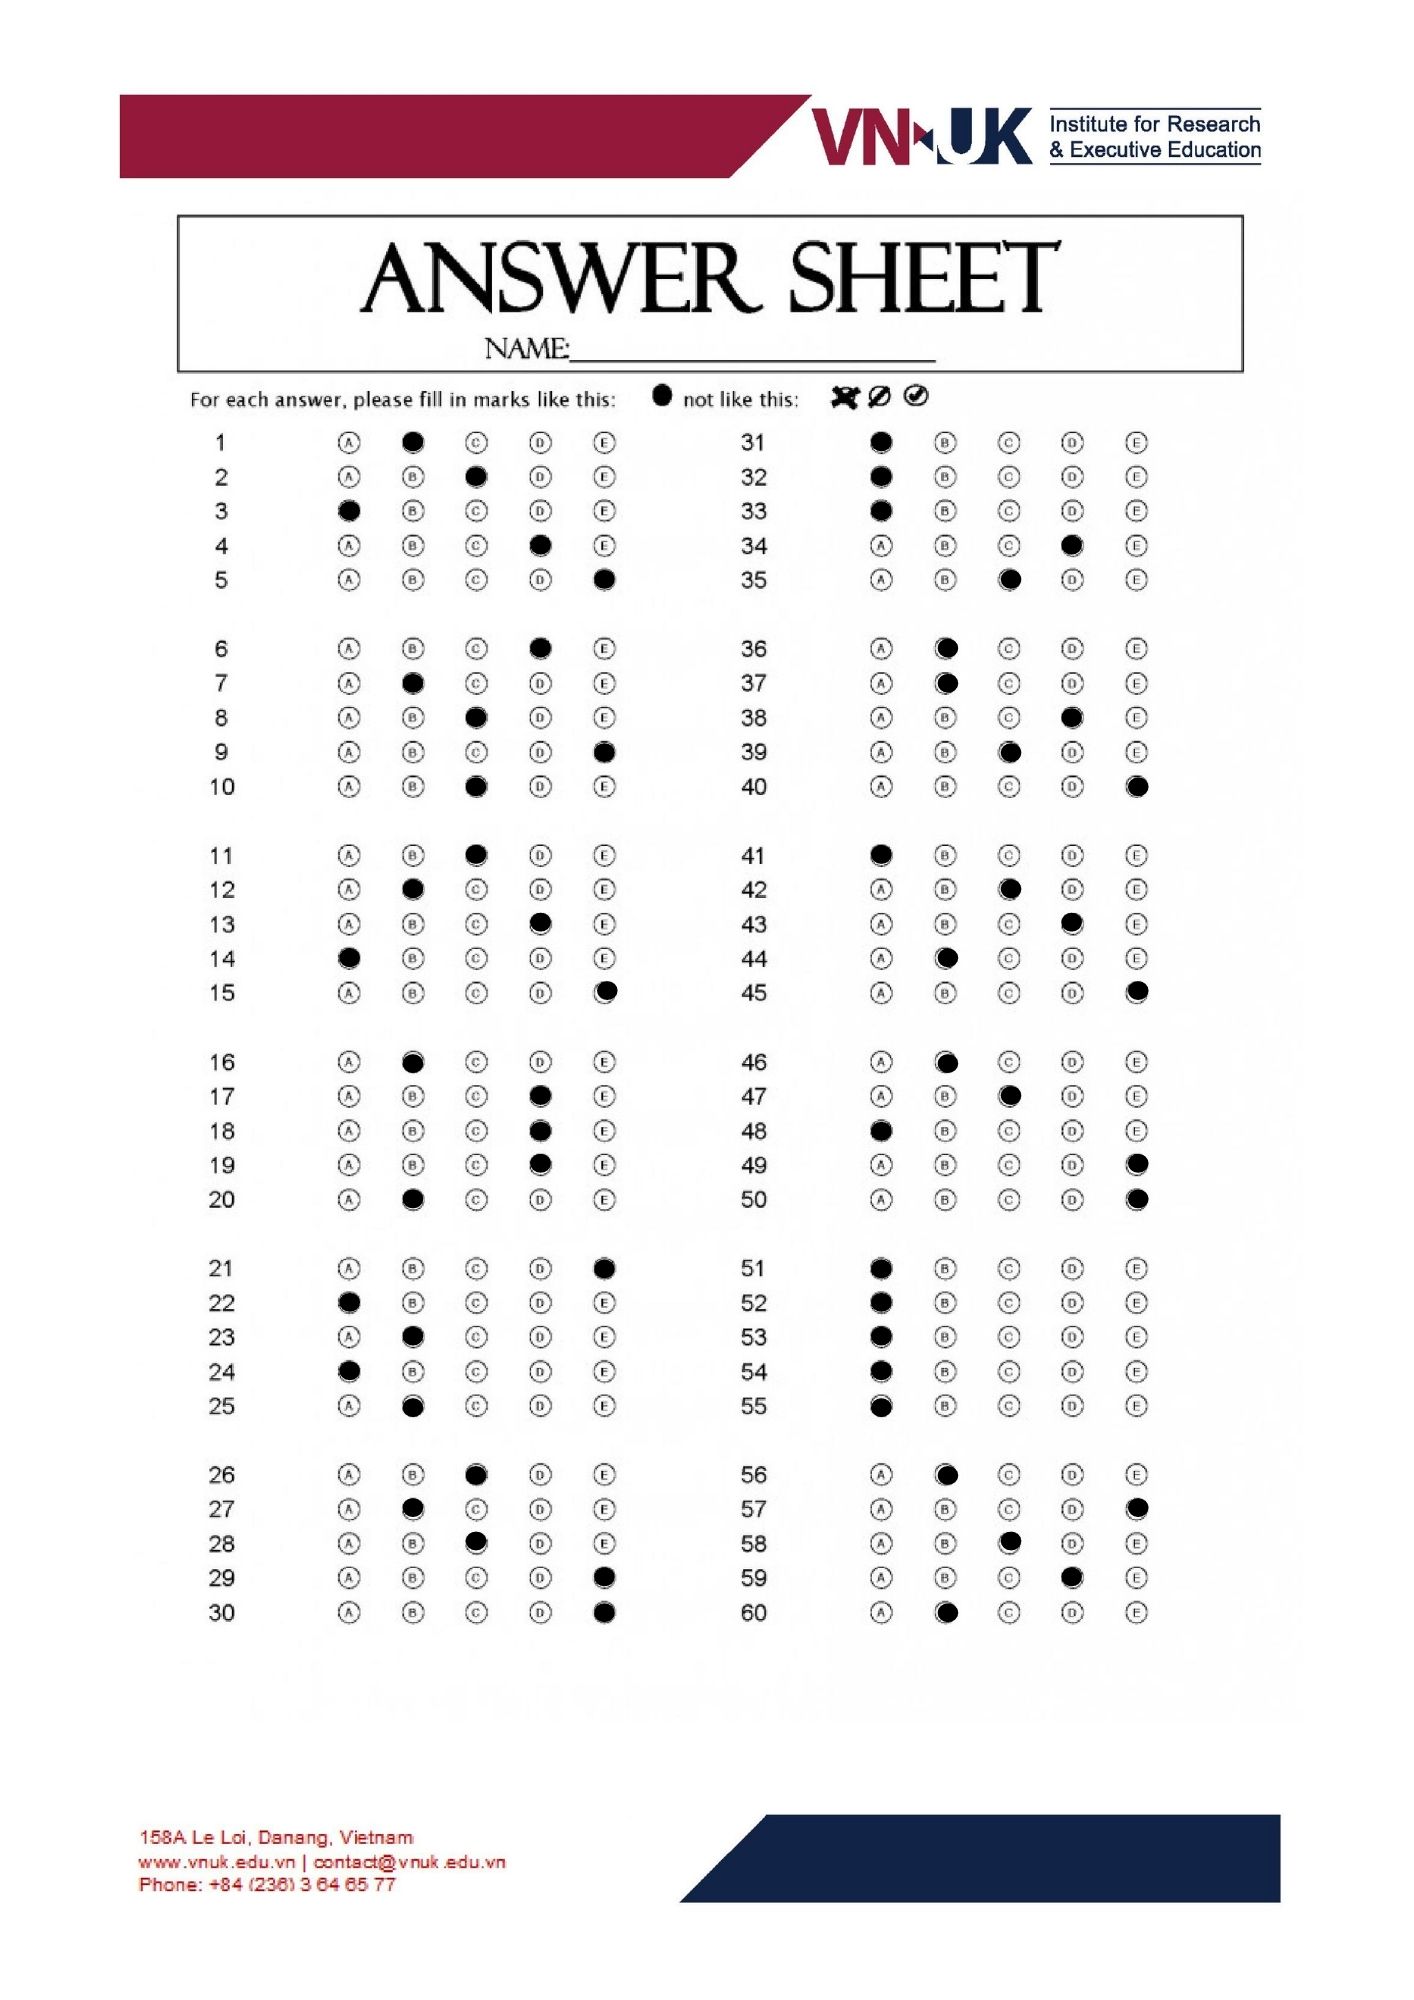 VN UK Institute for Research
& Executive Education
ANSWER SHEET
NAME:
For each answer, please fill in marks like this: not like this:
1 A C D E 31 B C D E
2 A B D E 32 B C D E
3 B C D E 33 B C D E
4 A B C E 34 A B C E
5 A B C D 35 A B D E
6 A B C E 36 A C D E
7 A C D E 37 A C D E
8 A B D E 38 A B C E
9 A B C D 39 A B D E
10 A B D E 40 A B C D
11 A B D E 41 B C D E
12 A C D E 42 A B D E
13 A B C E 43 A B C E
14 B C D E 44 A C D E
15 A B C D 45 A B C D
16 A C D E 46 A C D E
17 A B C E 47 A B D E
18 A B C E 48 B C D E
19 A B C E 49 A B C D
20 A C D E 50 A B C D
21 A B C D 51 B C D E
22 B C D E 52 B C D E
23 A C D E 53 B C D E
24 B C D E 54 B C D E
25 A C D E 55 B C D E
26 A B D E 56 A C D E
27 A C D E 57 A B C D
28 A B D E 58 A B D E
29 A B C D 59 A B C E
30 A B C D 60 A C D E
158A Le Loi, Danang, Vietnam
www.vnuk.edu.vn | contact@vnuk.edu.vn
Phone: +84 (236) 3 64 65 77